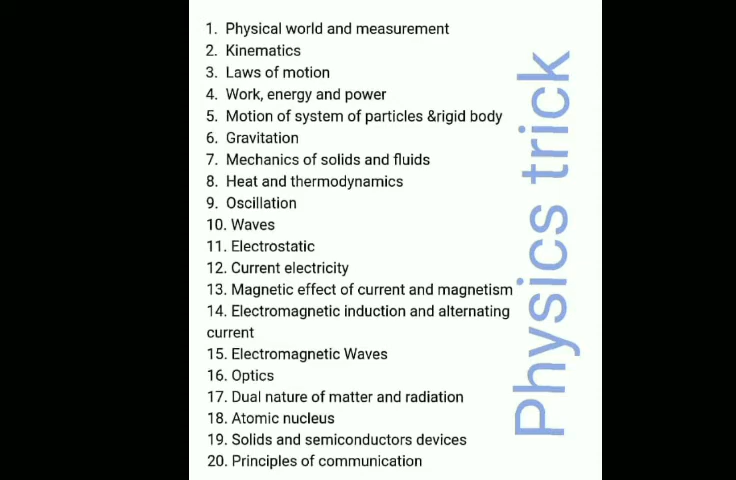 1. Physical world and measurement
2. Kinematics
3. Laws of motion
4. Work, energy and power
5. Motion of system of particles &rigid body
6. Gravitation
7. Mechanics of solids and fluids
8. Heat and thermodynamics
9. Oscillation
10. Waves
11. Electrostatic
12. Current electricity
13. Magnetic effect of current and magnetism
14. Electromagnetic induction and alternating
current
15. Electromagnetic Waves
16. Optics
17. Dual nature of matter and radiation
18. Atomic nucleus
19. Solids and semiconductors devices
20. Principles of communication
Physics trick